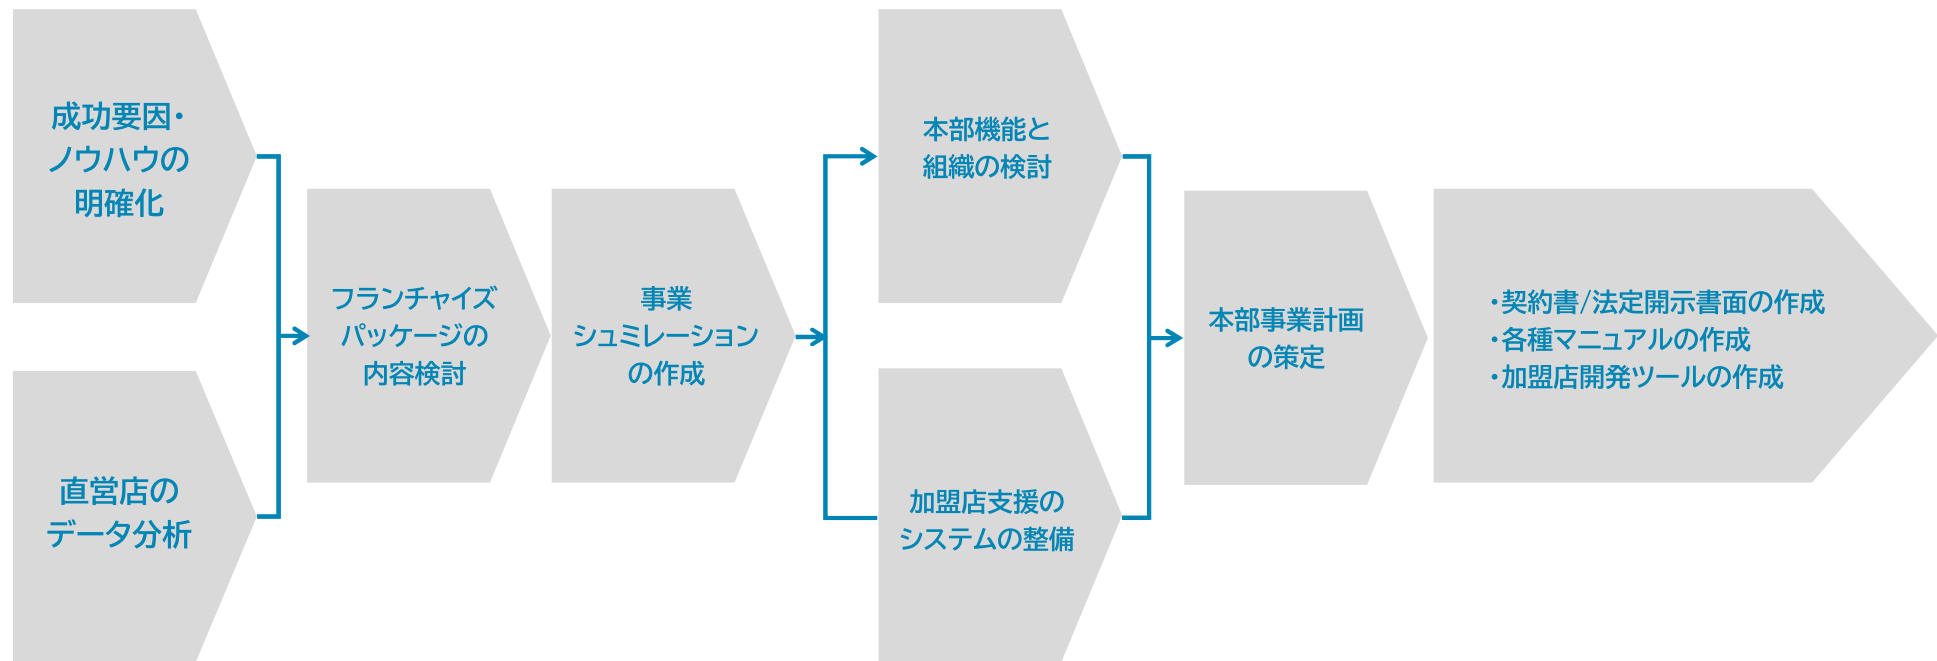 成功要因・
ノウハウの
明確化
直営店の
データ分析
フランチャイズ
パッケージの
内容検討
事業
シュミレーション
の作成
本部機能と
組織の検討
加盟店支援の
システムの整備
本部事業計画
の策定
・契約書/法定開示書面の作成
・各種マニュアルの作成
・加盟店開発ツールの作成